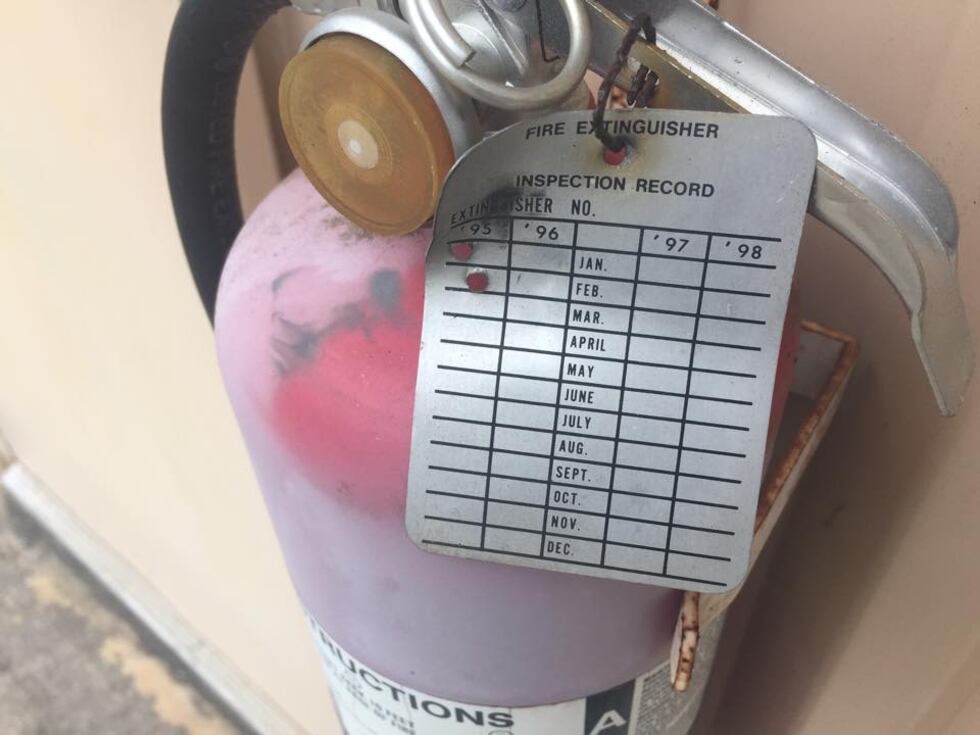 FIRE EXTINGUISHER
INSPECTION RECORD
EXTINGUISHER NO.
'95 '96 '97 '98
JAN.
FEB.
MAR.
APRIL
MAY
JUNE
JULY
AUG.
SEPT.
OCT.
NOV.
DEC.
RUCTIONS
A